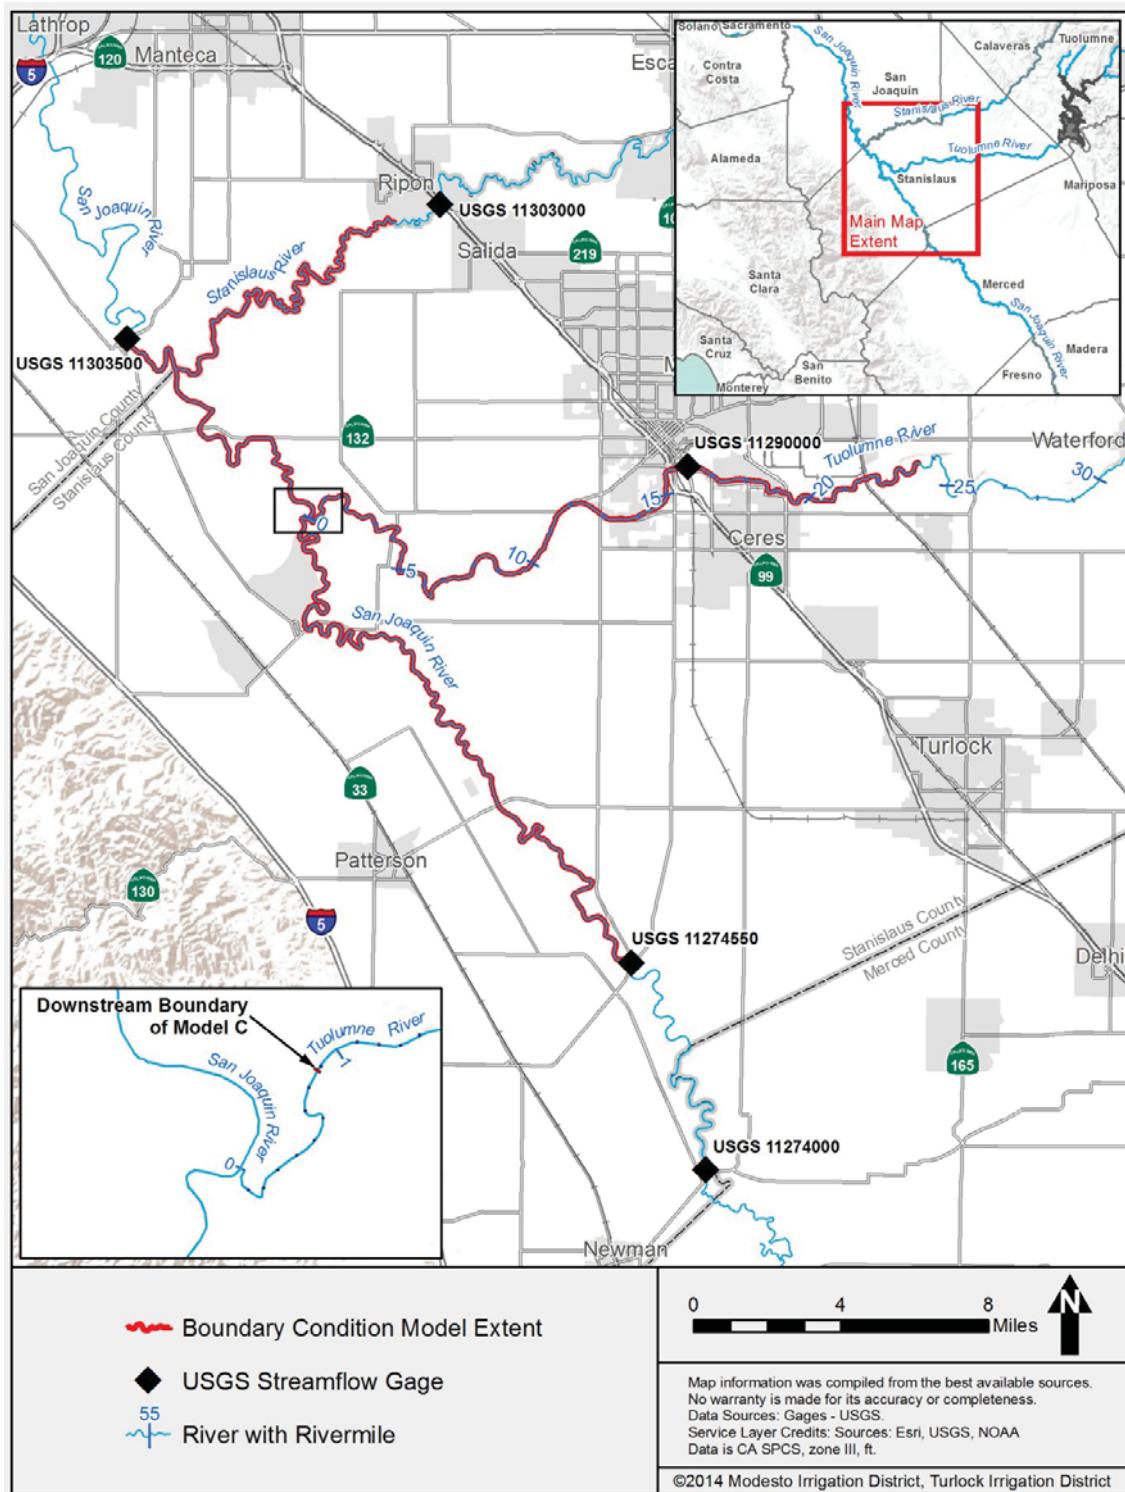 Lathrop
CALIFORNIA
120
Manteca
5
Esca
San Joaquin River
Ripon
USGS 11303000
Salida
219
10
Stanislaus River
USGS 11303500
San Joaquin County
Stanislaus County
132
M
USGS 11290000
Tuolumne River
Waterford
30
25
20
15
10
5
0
Ceres
99
San Joaquin River
Turlock
33
Patterson
130
5
USGS 11274550
Stanislaus County
Merced County
Delhi
165
USGS 11274000
Newman
Solano
Sacramento
San Joaquin River
Calaveras
Tuolumne
Contra
Costa
San
Joaquin
Stanislaus River
Tuolumne River
Alameda
Stanislaus
Mariposa
Main Map
Extent
Santa
Clara
Merced
San Joaquin River
Santa
Cruz
San
Benito
Madera
Fresno
Monterey
Downstream Boundary
of Model C
Tuolumne River
1
San Joaquin River
0
Boundary Condition Model Extent
USGS Streamflow Gage
55
River with Rivermile
0 4 8
Miles
N
Map information was compiled from the best available sources.
No warranty is made for its accuracy or completeness.
Data Sources: Gages - USGS.
Service Layer Credits: Sources: Esri, USGS, NOAA
Data is CA SPCS, zone III, ft.
©2014 Modesto Irrigation District, Turlock Irrigation District